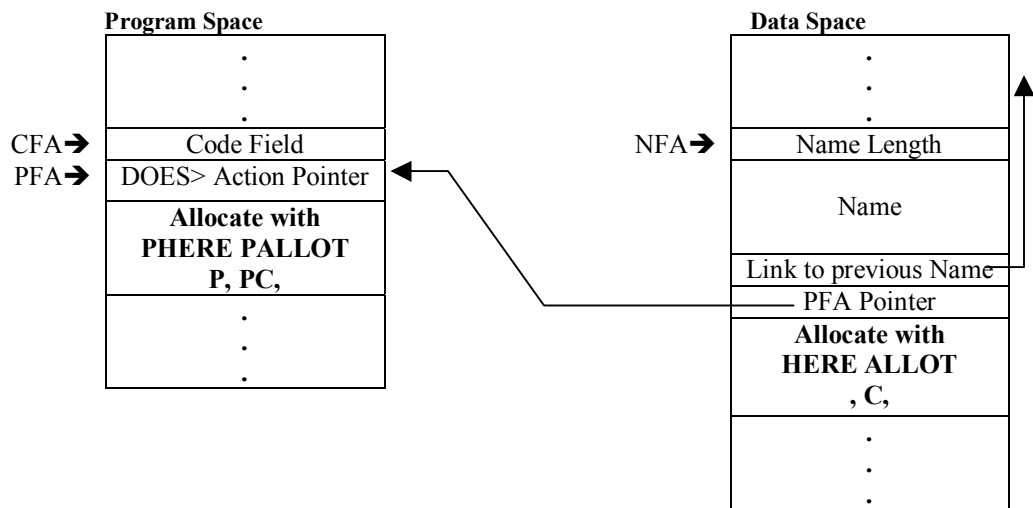 Program Space
.
.
.
CFA➔ Code Field
PFA➔ DOES> Action Pointer
Allocate with
PHERE PALLOT
P, PC,
.
.
.
Data Space
.
.
.
NFA➔ Name Length
Name
Link to previous Name
PFA Pointer
Allocate with
HERE ALLOT
, C,
.
.
.